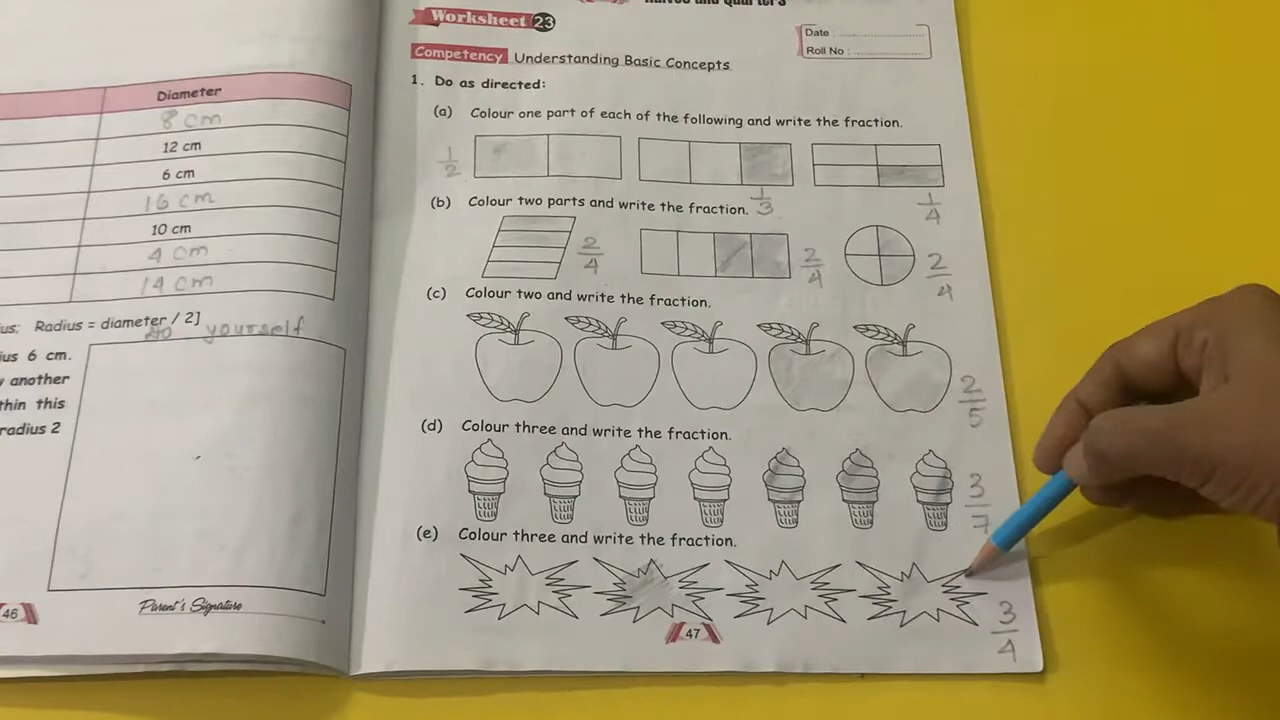 Diameter
8 cm
12 cm
6 cm
16 cm
10 cm
4 cm
14 cm
Radius = diameter / 2]
Do yourself
ius 6 cm.
another
thin this
radius 2
46
Parent's Signature
Halves and Quarters
Worksheet 23
Date
Roll No
Competency Understanding Basic Concepts
1. Do as directed:
(a) Colour one part of each of the following and write the fraction.
1/2
1/3
1/4
(b) Colour two parts and write the fraction.
2/4
2/4
2/4
(c) Colour two and write the fraction.
2/5
(d) Colour three and write the fraction.
3/7
(e) Colour three and write the fraction.
3/4
47